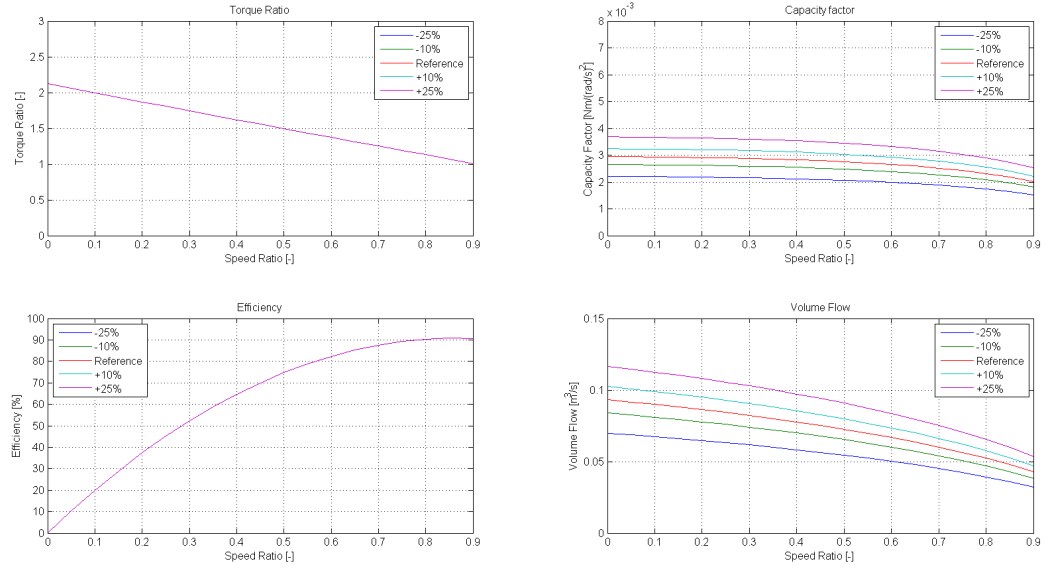 Torque Ratio
3
2.5
2
1.5
1
0.5
0
Torque Ratio [-]
-25%
-10%
Reference
+10%
+25%
0 0.1 0.2 0.3 0.4 0.5 0.6 0.7 0.8 0.9
Speed Ratio [-]
Capacity factor
x 10⁻³
8
7
6
5
4
3
2
1
0
Capacity Factor [Nm/(rad/s)²]
-25%
-10%
Reference
+10%
+25%
0 0.1 0.2 0.3 0.4 0.5 0.6 0.7 0.8 0.9
Speed Ratio [-]
Efficiency
100
90
80
70
60
50
40
30
20
10
0
Efficiency [%]
-25%
-10%
Reference
+10%
+25%
0 0.1 0.2 0.3 0.4 0.5 0.6 0.7 0.8 0.9
Speed Ratio [-]
Volume Flow
0.15
0.1
0.05
0
Volume Flow [m³/s]
-25%
-10%
Reference
+10%
+25%
0 0.1 0.2 0.3 0.4 0.5 0.6 0.7 0.8 0.9
Speed Ratio [-]